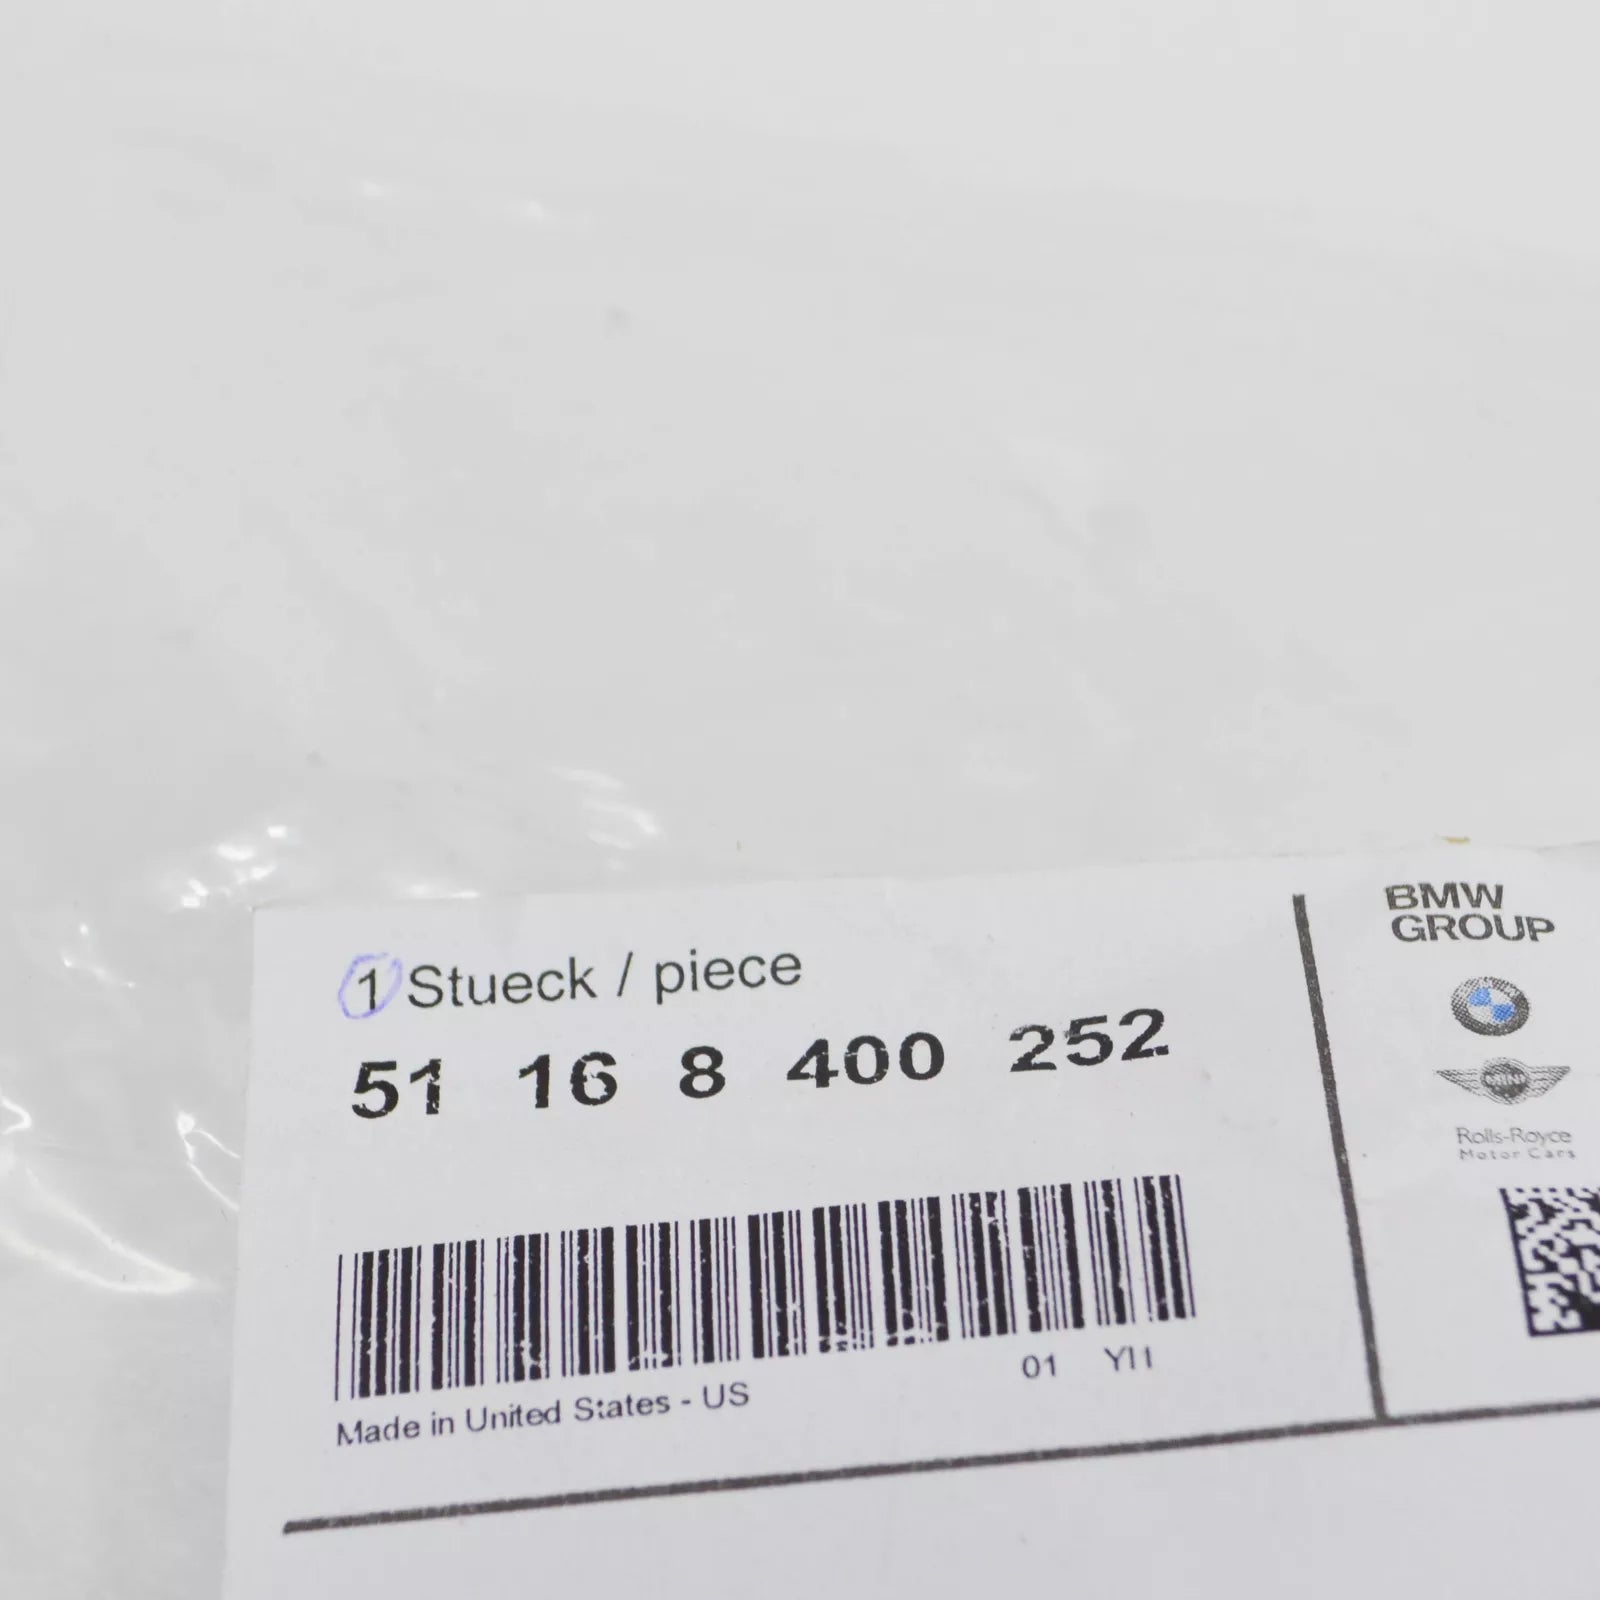 1 Stueck / piece
51 16 8 400 252
Made in United States - US
01
BMW
GROUP
Rolls-Royce
Motor Cars